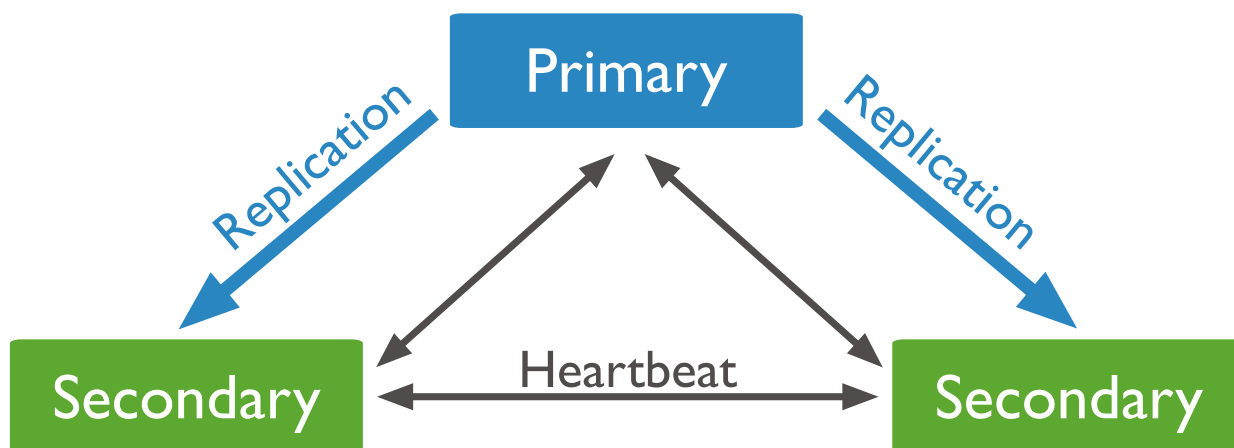 Primary
Replication
Replication
Heartbeat
Secondary
Secondary